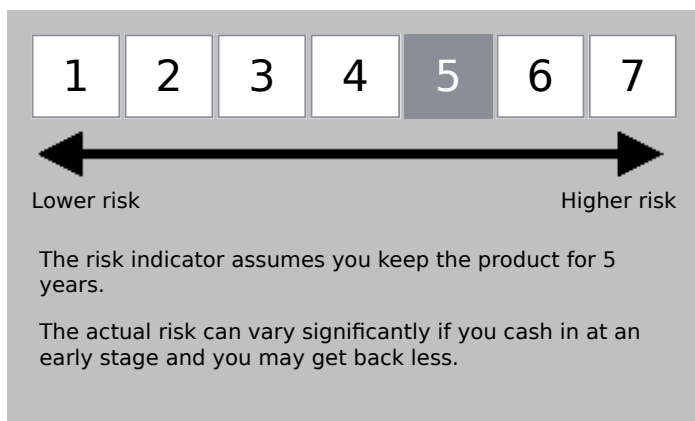 1 2 3 4 5 6 7
Lower risk Higher risk
The risk indicator assumes you keep the product for 5
years.
The actual risk can vary significantly if you cash in at an
early stage and you may get back less.